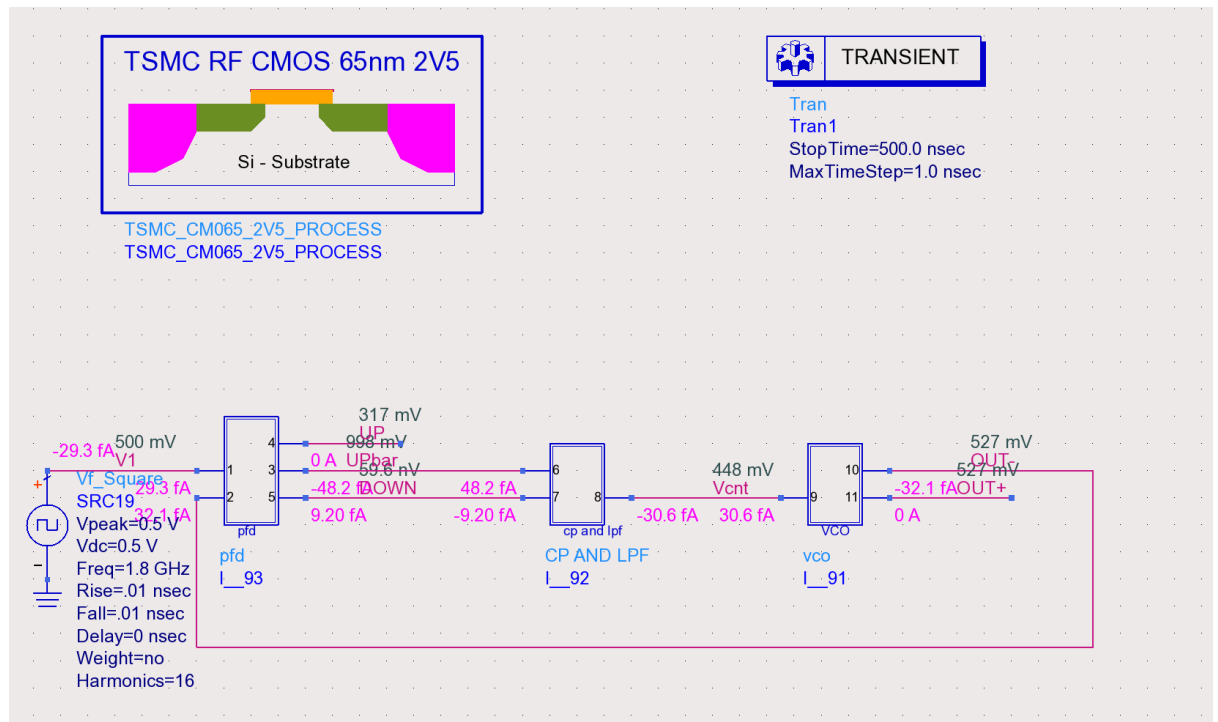 TSMC RF CMOS 65nm 2V5
Si - Substrate
TSMC_CM065_2V5_PROCESS
TSMC_CM065_2V5_PROCESS
TRANSIENT
Tran
Tran1
StopTime=500.0 nsec
MaxTimeStep=1.0 nsec
-29.3 fA
500 mV
V1
+
Vf_Square
SRC19
Vpeak=0.5 V
Vdc=0.5 V
Freq=1.8 GHz
Rise=.01 nsec
Fall=.01 nsec
Delay=0 nsec
Weight=no
Harmonics=16
29.3 fA
32.1 fA
1
2
4
3
5
pfd
pfd
I__93
317 mV
UP
998 mV
0 A
UPbar
59.6 nV
-48.2 fA
DOWN
9.20 fA
48.2 fA
-9.20 fA
6
7
8
cp and lpf
CP AND LPF
I__92
448 mV
Vcnt
-30.6 fA
30.6 fA
9
10
11
VCO
vco
I__91
527 mV
OUT-
527 mV
-32.1 fA
OUT+
0 A